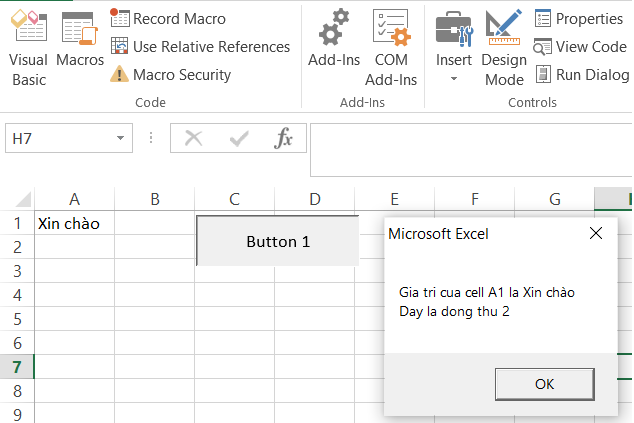 Visual Basic
Macros
Record Macro
Use Relative References
Macro Security
Code
Add-Ins
COM Add-Ins
Add-Ins
Insert
Design Mode
Properties
View Code
Run Dialog
Controls
H7
fx
A B C D E F G
1 Xin chào
2
3
4
5
6
7
8
9
Button 1
Microsoft Excel
Gia tri cua cell A1 la Xin chào
Day la dong thu 2
OK